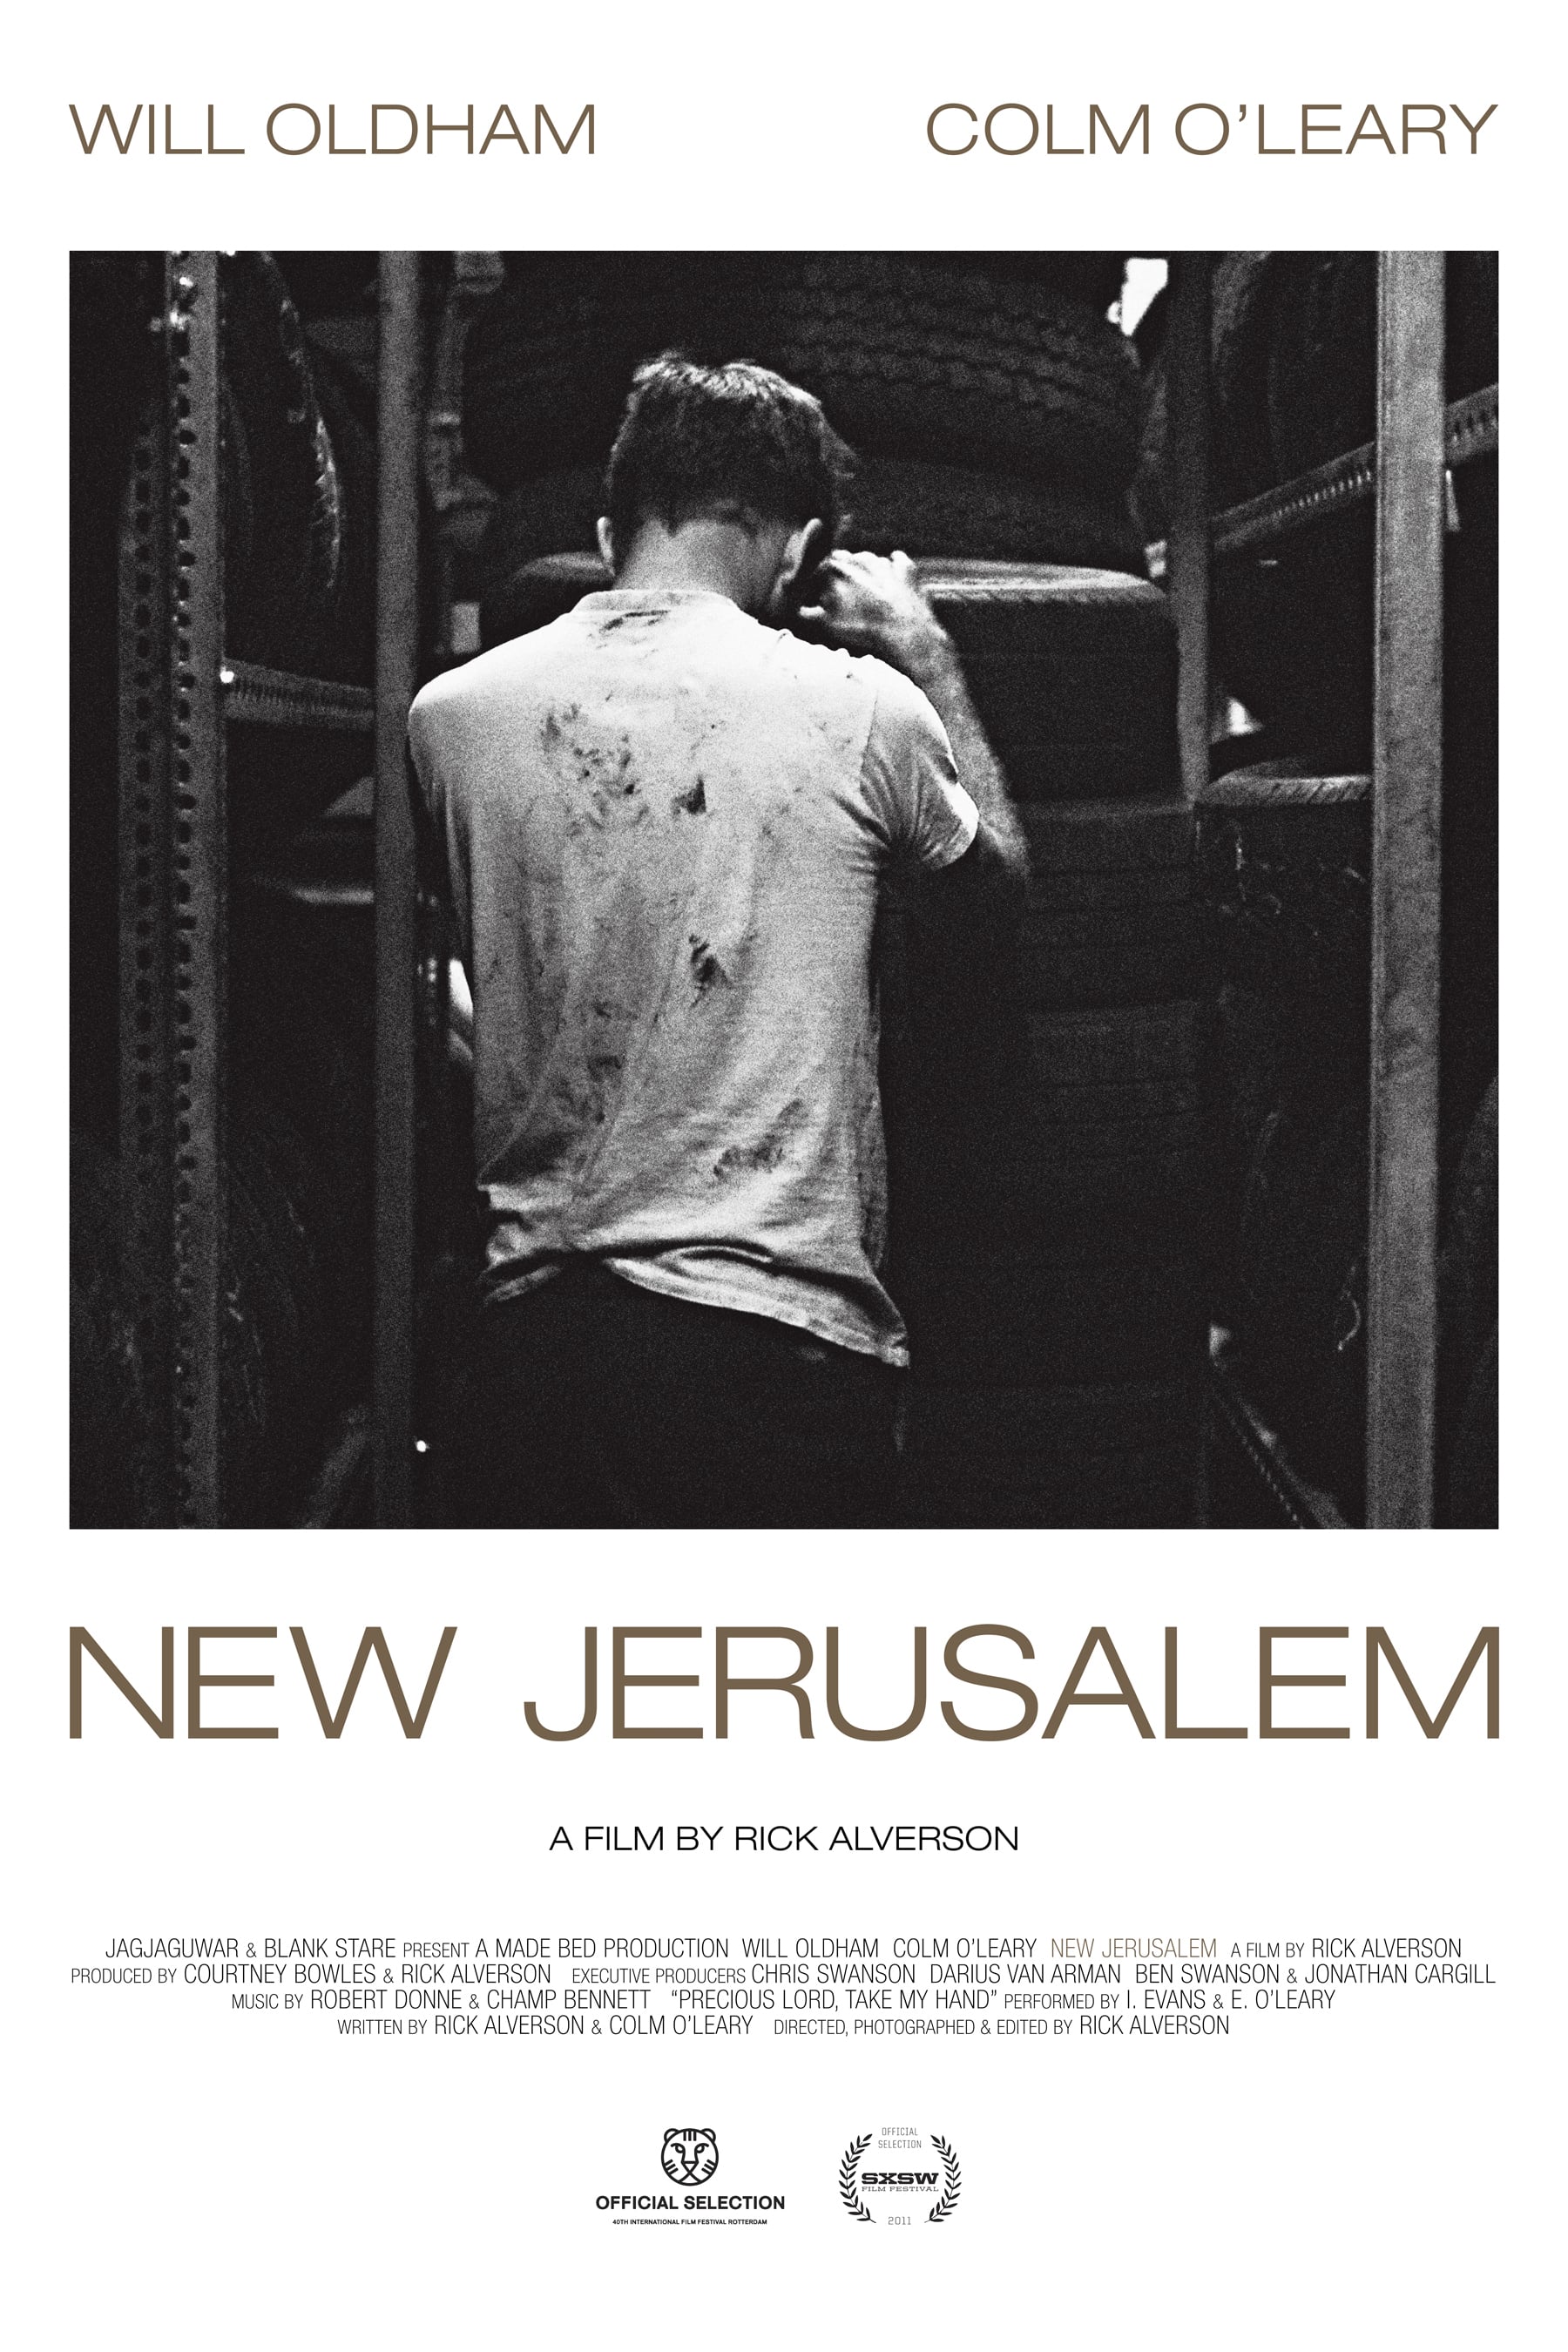 WILL OLDHAM COLM O’LEARY
NEW JERUSALEM
A FILM BY RICK ALVERSON
JAGJAGUWAR & BLANK STARE PRESENT A MADE BED PRODUCTION WILL OLDHAM COLM O’LEARY NEW JERUSALEM A FILM BY RICK ALVERSON
PRODUCED BY COURTNEY BOWLES & RICK ALVERSON EXECUTIVE PRODUCERS CHRIS SWANSON DARIUS VAN ARMAN BEN SWANSON & JONATHAN CARGILL
MUSIC BY ROBERT DONNE & CHAMP BENNETT “PRECIOUS LORD, TAKE MY HAND” PERFORMED BY I. EVANS & E. O’LEARY
WRITTEN BY RICK ALVERSON & COLM O’LEARY DIRECTED, PHOTOGRAPHED & EDITED BY RICK ALVERSON
OFFICIAL SELECTION
40TH INTERNATIONAL FILM FESTIVAL ROTTERDAM
OFFICIAL
SELECTION
SXSW
FILM FESTIVAL
2011